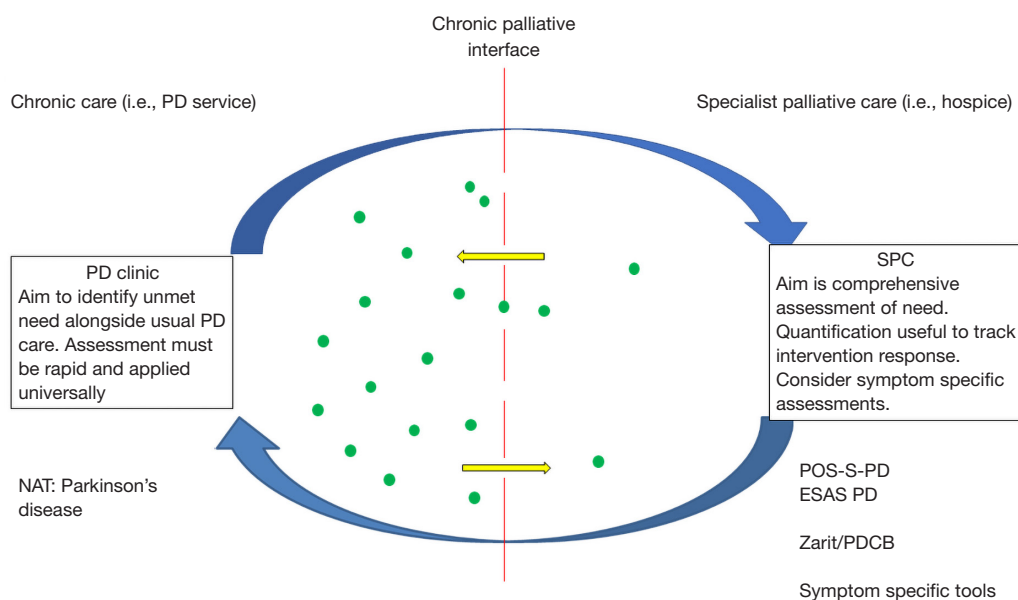 Chronic palliative
interface
Chronic care (i.e., PD service)
Specialist palliative care (i.e., hospice)
PD clinic
Aim to identify unmet
need alongside usual PD
care. Assessment must
be rapid and applied
universally
SPC
Aim is comprehensive
assessment of need.
Quantification useful to track
intervention response.
Consider symptom specific
assessments.
NAT: Parkinson’s
disease
POS-S-PD
ESAS PD
Zarit/PDCB
Symptom specific tools